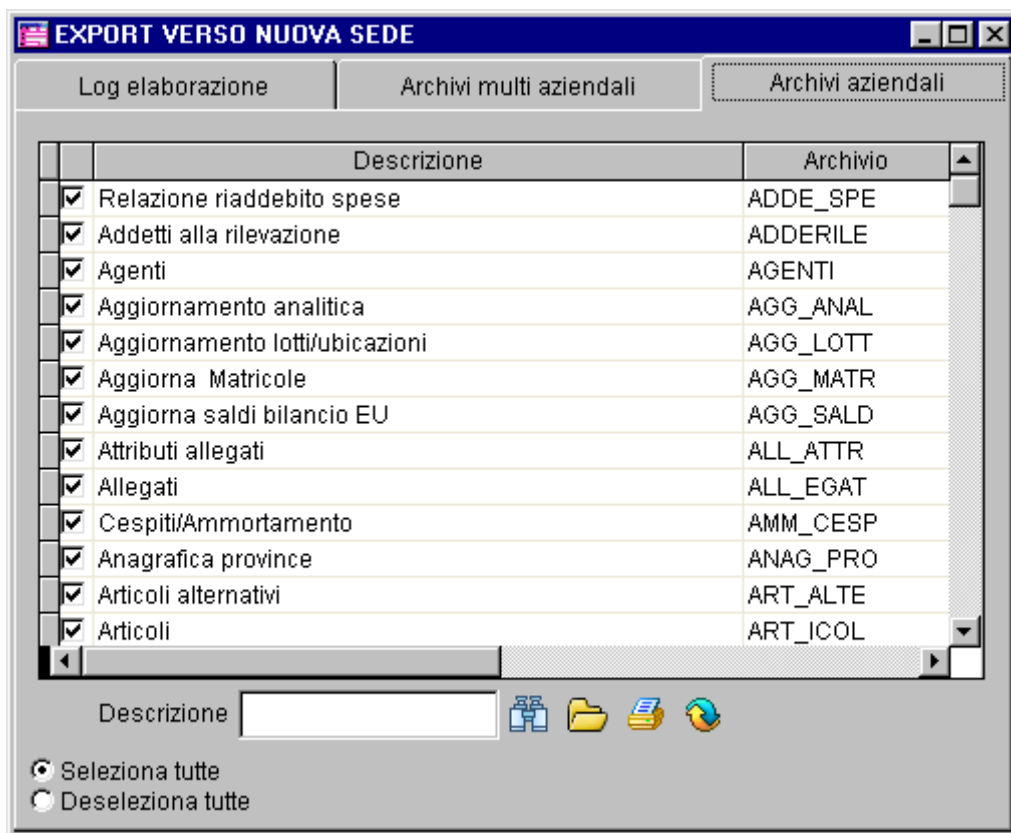 EXPORT VERSO NUOVA SEDE
Log elaborazione Archivi multi aziendali Archivi aziendali
Descrizione Archivio
Relazione riaddebito spese ADDE_SPE
Addetti alla rilevazione ADDERILE
Agenti AGENTI
Aggiornamento analitica AGG_ANAL
Aggiornamento lotti/ubicazioni AGG_LOTT
Aggiorna  Matricole AGG_MATR
Aggiorna saldi bilancio EU AGG_SALD
Attributi allegati ALL_ATTR
Allegati ALL_EGAT
Cespiti/Ammortamento AMM_CESP
Anagrafica province ANAG_PRO
Articoli alternativi ART_ALTE
Articoli ART_ICOL
Descrizione
Seleziona tutte
Deseleziona tutte